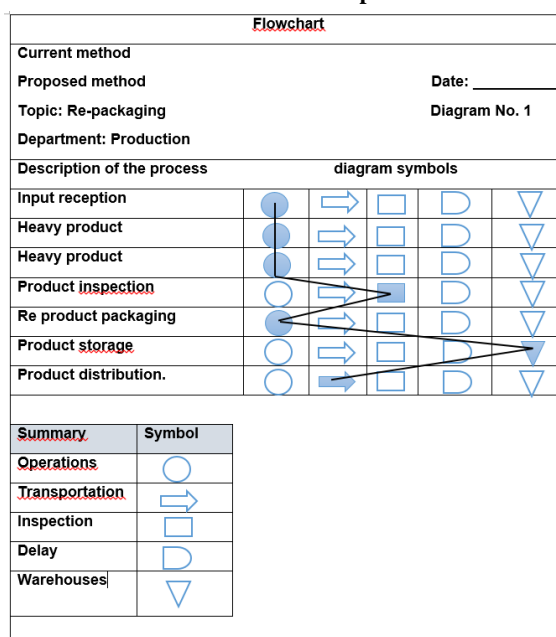 Flowchart
Current method
Proposed method Date: ___________
Topic: Re-packaging Diagram No. 1
Department: Production
Description of the process diagram symbols
Input reception
Heavy product
Heavy product
Product inspection
Re product packaging
Product storage
Product distribution.
Summary Symbol
Operations
Transportation
Inspection
Delay
Warehouses